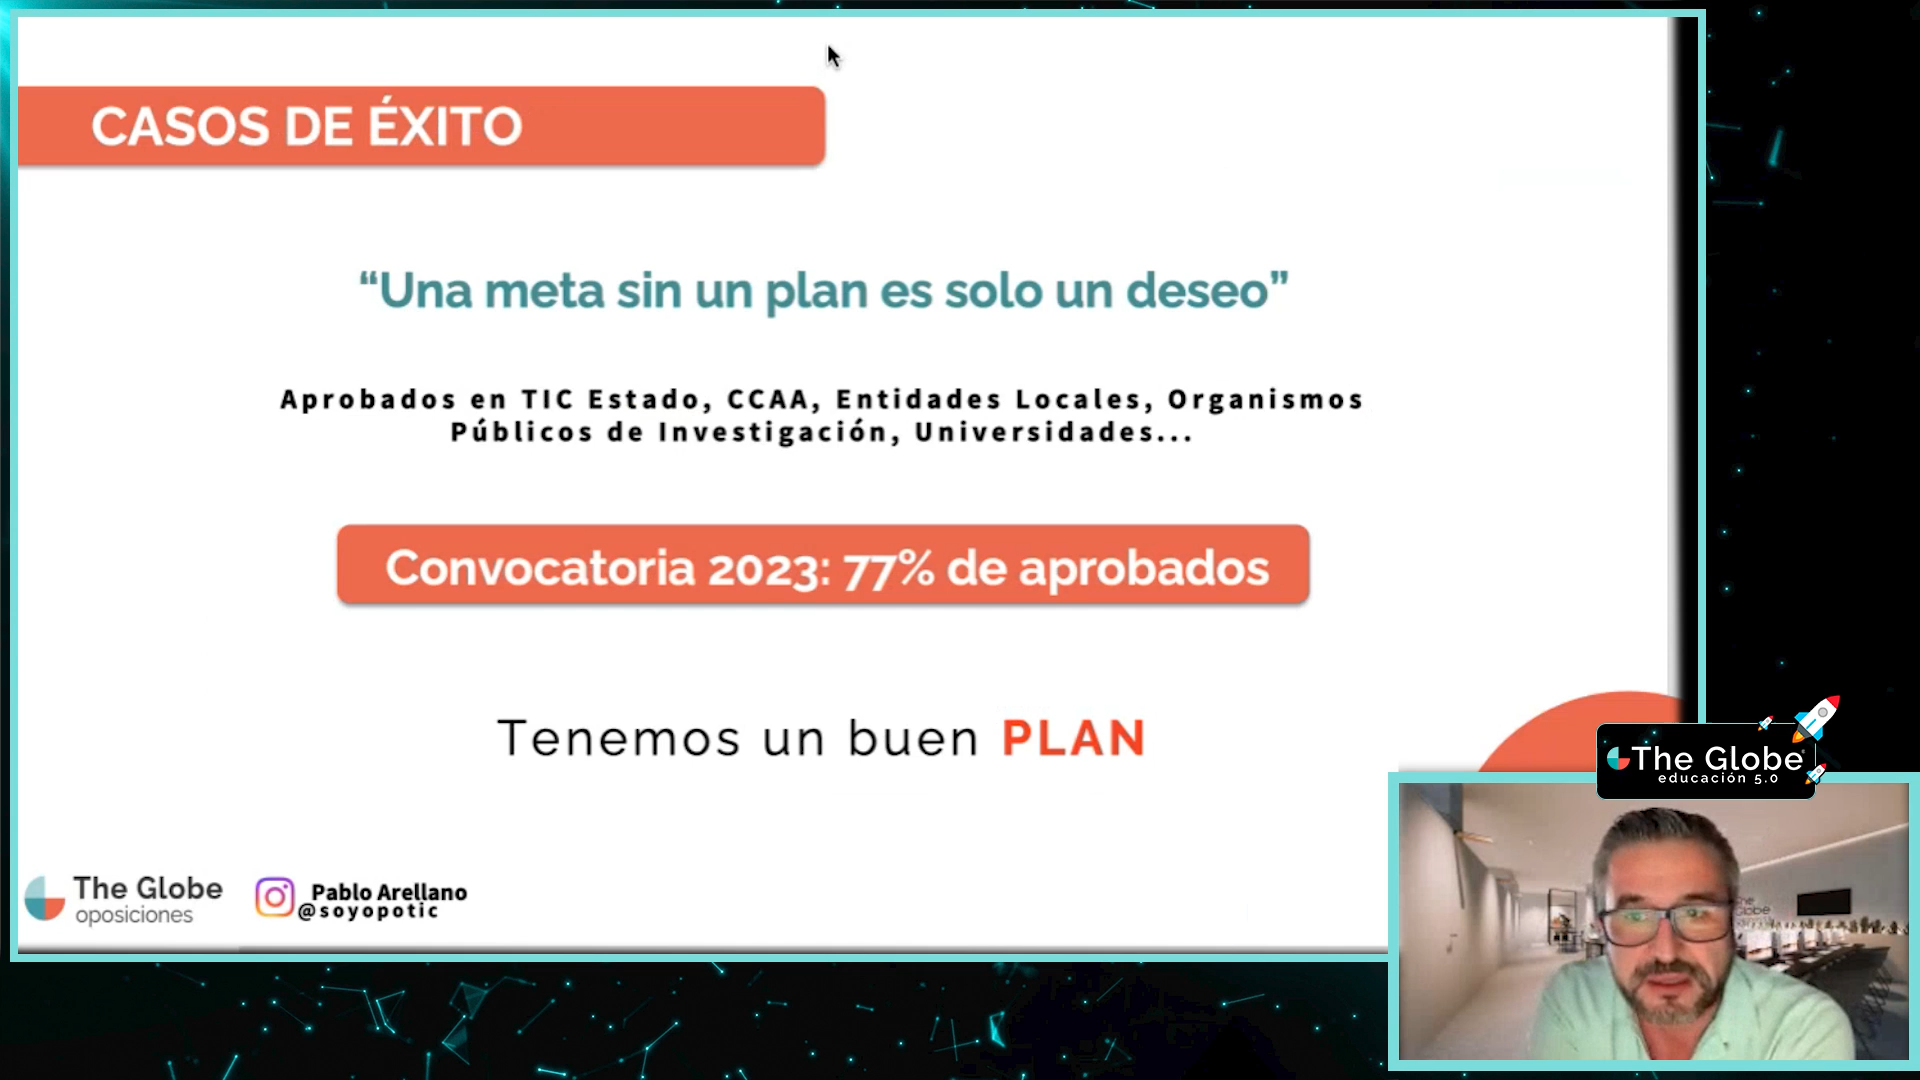 CASOS DE ÉXITO
“Una meta sin un plan es solo un deseo”
Aprobados en TIC Estado, CCAA, Entidades Locales, Organismos
Públicos de Investigación, Universidades...
Convocatoria 2023: 77% de aprobados
Tenemos un buen PLAN
The Globe
oposiciones
Pablo Arellano
@soyopotic
The Globe
educación 5.0
The
Globe